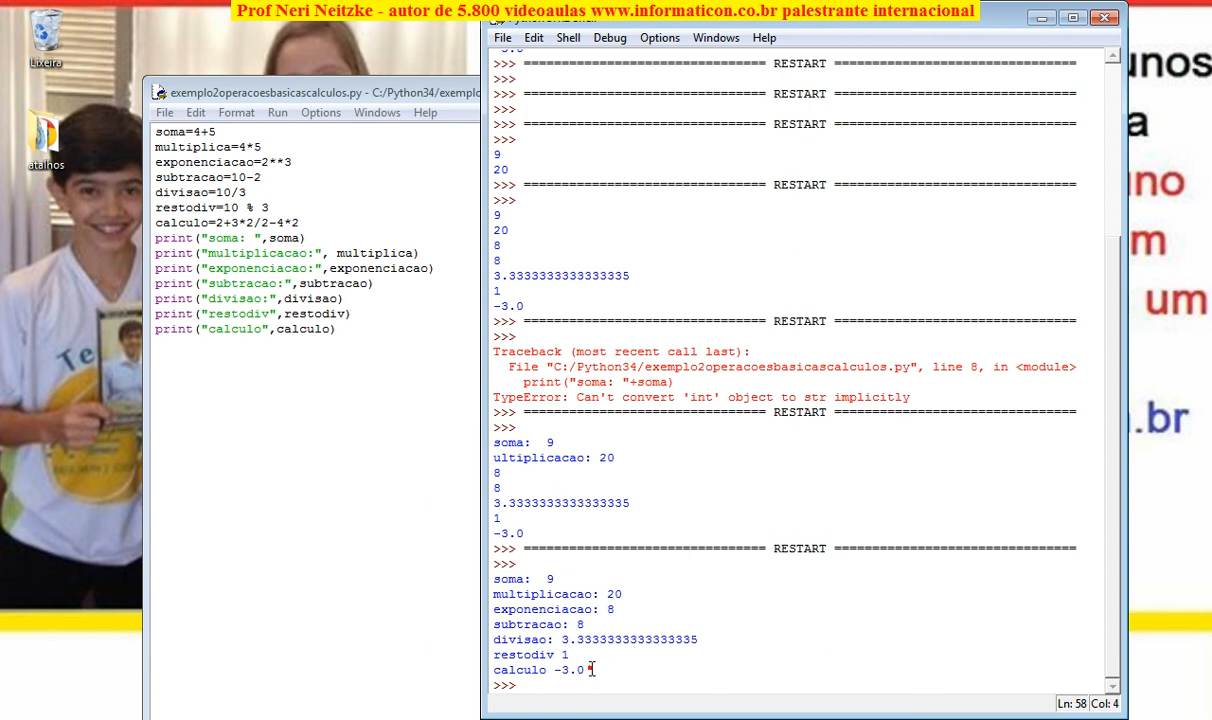 Prof Neri Neitzke - autor de 5.800 videoaulas www.informaticon.co.br palestrante internacional
Lixeira
atalhos
exemplo2operacoesbasicascalculos.py - C:/Python34/exemplo
File Edit Format Run Options Windows Help
soma=4+5
multiplica=4*5
exponenciacao=2**3
subtracao=10-2
divisao=10/3
restodiv=10 % 3
calculo=2+3*2/2-4*2
print("soma: ",soma)
print("multiplicacao:", multiplica)
print("exponenciacao:",exponenciacao)
print("subtracao:",subtracao)
print("divisao:",divisao)
print("restodiv",restodiv)
print("calculo",calculo)
File Edit Shell Debug Options Windows Help
-3.0
>>> ================================ RESTART ================================
>>>
>>> ================================ RESTART ================================
>>>
>>> ================================ RESTART ================================
>>>
9
20
>>> ================================ RESTART ================================
>>>
9
20
8
8
3.3333333333333335
1
-3.0
>>> ================================ RESTART ================================
>>>
Traceback (most recent call last):
File "C:/Python34/exemplo2operacoesbasicascalculos.py", line 8, in <module>
print("soma: "+soma)
TypeError: Can't convert 'int' object to str implicitly
>>> ================================ RESTART ================================
>>>
soma:  9
ultiplicacao: 20
8
8
3.3333333333333335
1
-3.0
>>> ================================ RESTART ================================
>>>
soma:  9
multiplicacao: 20
exponenciacao: 8
subtracao: 8
divisao: 3.3333333333333335
restodiv 1
calculo -3.0
>>>
Ln: 58 Col: 4
unos
a
uno
m
um
.br